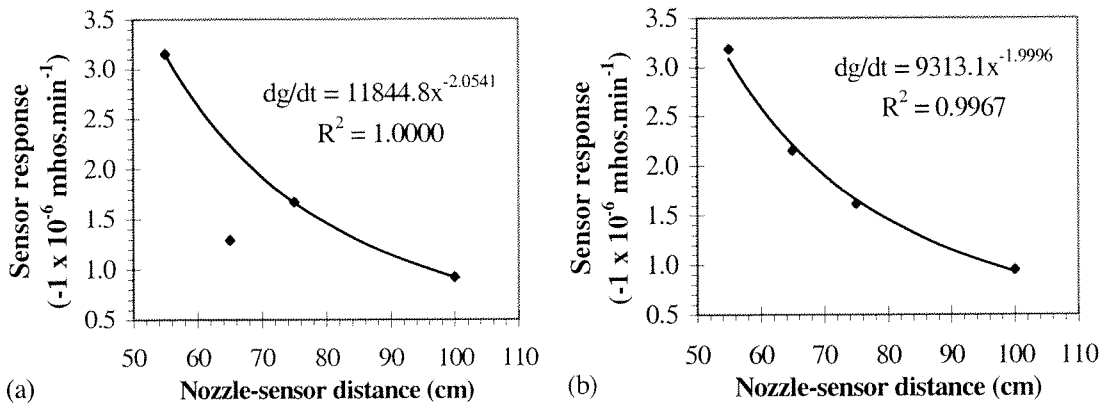 3.5
3.0
2.5
2.0
1.5
1.0
0.5
Sensor response
(-1 x 10⁻⁶ mhos.min⁻¹)
dg/dt = 11844.8x⁻²·⁰⁵⁴¹
R² = 1.0000
50 60 70 80 90 100 110
(a) Nozzle-sensor distance (cm)
3.5
3.0
2.5
2.0
1.5
1.0
0.5
Sensor response
(-1 x 10⁻⁶ mhos.min⁻¹)
dg/dt = 9313.1x⁻¹·⁹⁹⁹⁶
R² = 0.9967
50 60 70 80 90 100 110
(b) Nozzle-sensor distance (cm)